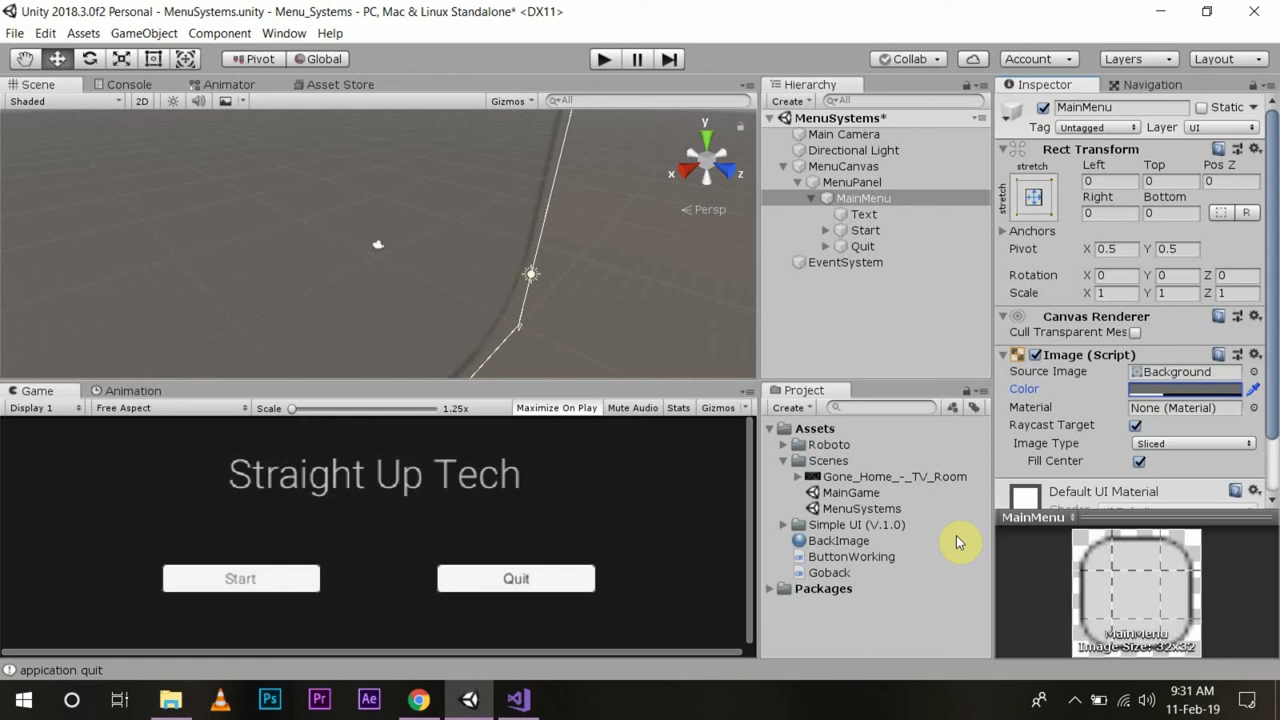 Unity 2018.3.0f2 Personal - MenuSystems.unity - Menu_Systems - PC, Mac & Linux Standalone* <DX11>
File Edit Assets GameObject Component Window Help
Pivot Global Collab Account Layers Layout
Scene Console Animator Asset Store
Shaded 2D Gizmos All
y
x
z
Persp
Game Animation
Display 1 Free Aspect Scale 1.25x Maximize On Play Mute Audio Stats Gizmos
Straight Up Tech
Start
Quit
Hierarchy
Create All
MenuSystems*
Main Camera
Directional Light
MenuCanvas
MenuPanel
MainMenu
Text
Start
Quit
EventSystem
Project
Create
Assets
Roboto
Scenes
Gone_Home_-_TV_Room
MainGame
MenuSystems
Simple UI (V.1.0)
BackImage
ButtonWorking
Goback
Packages
Inspector Navigation
MainMenu Static
Tag Untagged Layer UI
Rect Transform
stretch Left Top Pos Z
stretch 0 0 0
Right Bottom
0 0 R
Anchors
Pivot X 0.5 Y 0.5
Rotation X 0 Y 0 Z 0
Scale X 1 Y 1 Z 1
Canvas Renderer
Cull Transparent Mes
Image (Script)
Source Image Background
Color
Material None (Material)
Raycast Target
Image Type Sliced
Fill Center
Default UI Material
MainMenu
MainMenu
Image Size: 32x32
appication quit
Ps Pr Ae
9:31 AM
11-Feb-19